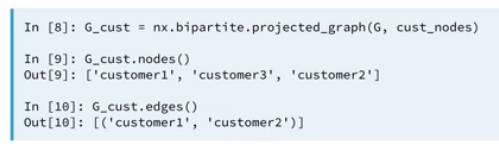 In [8]: G_cust = nx.bipartite.projected_graph(G, cust_nodes)
In [9]: G_cust.nodes()
Out[9]: ['customer1', 'customer3', 'customer2']
In [10]: G_cust.edges()
Out[10]: [('customer1', 'customer2')]